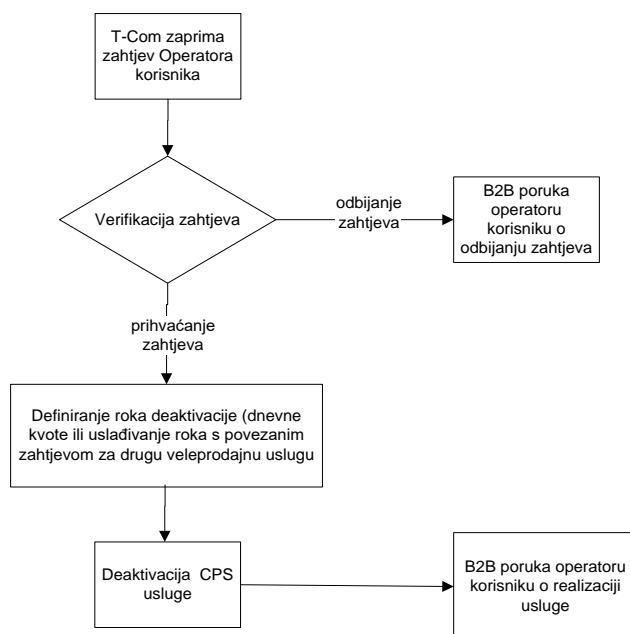 T-Com zaprima
zahtjev Operatora
korisnika
Verifikacija zahtjeva
odbijanje
zahtjeva
B2B poruka
operatoru
korisniku o
odbijanju zahtjeva
prihvaćanje
zahtjeva
Definiranje roka deaktivacije (dnevne
kvote ili uslađivanje roka s povezanim
zahtjevom za drugu veleprodajnu uslugu
Deaktivacija CPS
usluge
B2B poruka operatoru
korisniku o realizaciji
usluge